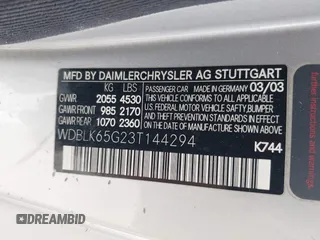 MFD BY DAIMLERCHRYSLER AG STUTTGART
KG LBS PASSENGER CAR MADE IN GERMANY 03/03
GVWR 2055 4530
GAWR FRONT 985 2170
GAWR REAR 1070 2360
THIS VEHICLE CONFORMS TO ALL APPLICABLE U.S. FEDERAL MOTOR VEHICLE SAFETY, BUMPER AND THEFT PREVENTION STANDARDS IN EFFECT ON THE DATE OF MANUFACTURE SHOWN ABOVE.
WDBLK65G23T144294
K744
DREAMBID